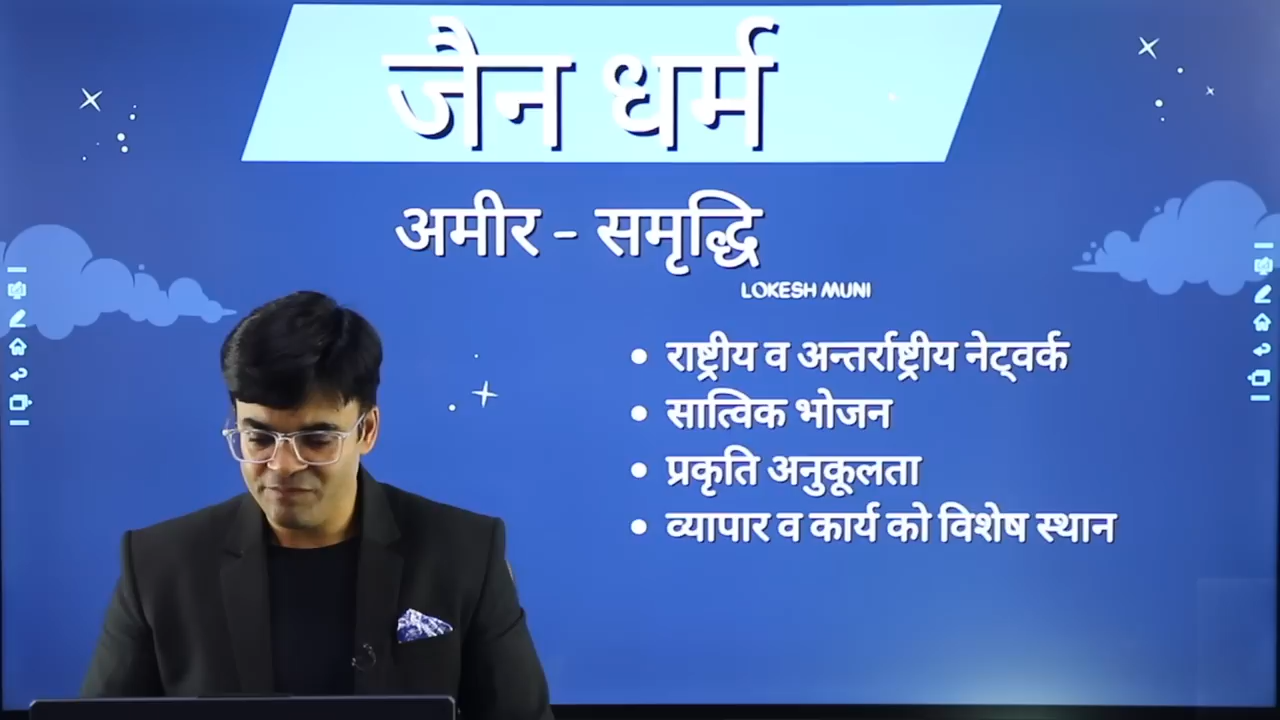 जैन धर्म
अमीर - समृद्धि
LOKESH MUNI
राष्ट्रीय व अन्तर्राष्ट्रीय नेट्वर्क
सात्विक भोजन
प्रकृति अनुकूलता
व्यापार व कार्य को विशेष स्थान